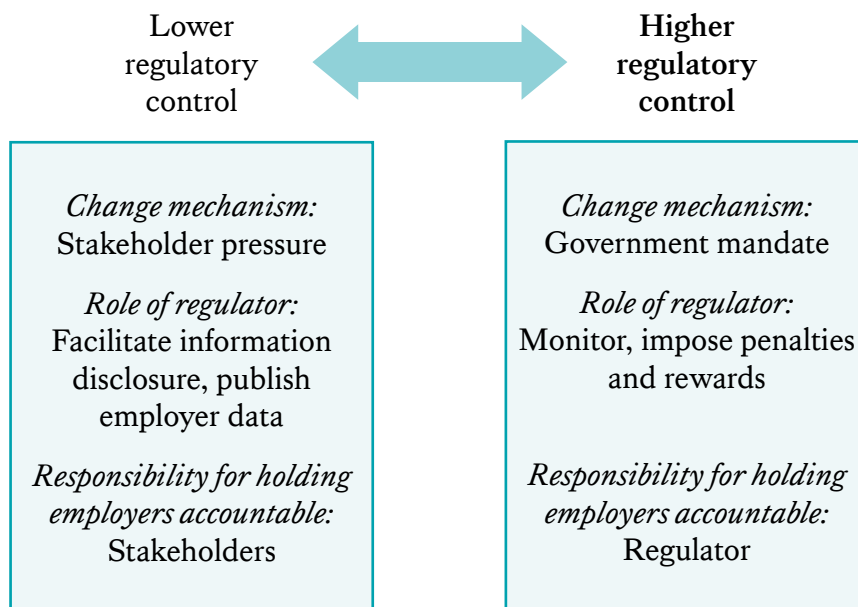 Lower
regulatory
control
Higher
regulatory
control
Change mechanism:
Stakeholder pressure
Role of regulator:
Facilitate information
disclosure, publish
employer data
Responsibility for holding
employers accountable:
Stakeholders
Change mechanism:
Government mandate
Role of regulator:
Monitor, impose penalties
and rewards
Responsibility for holding
employers accountable:
Regulator